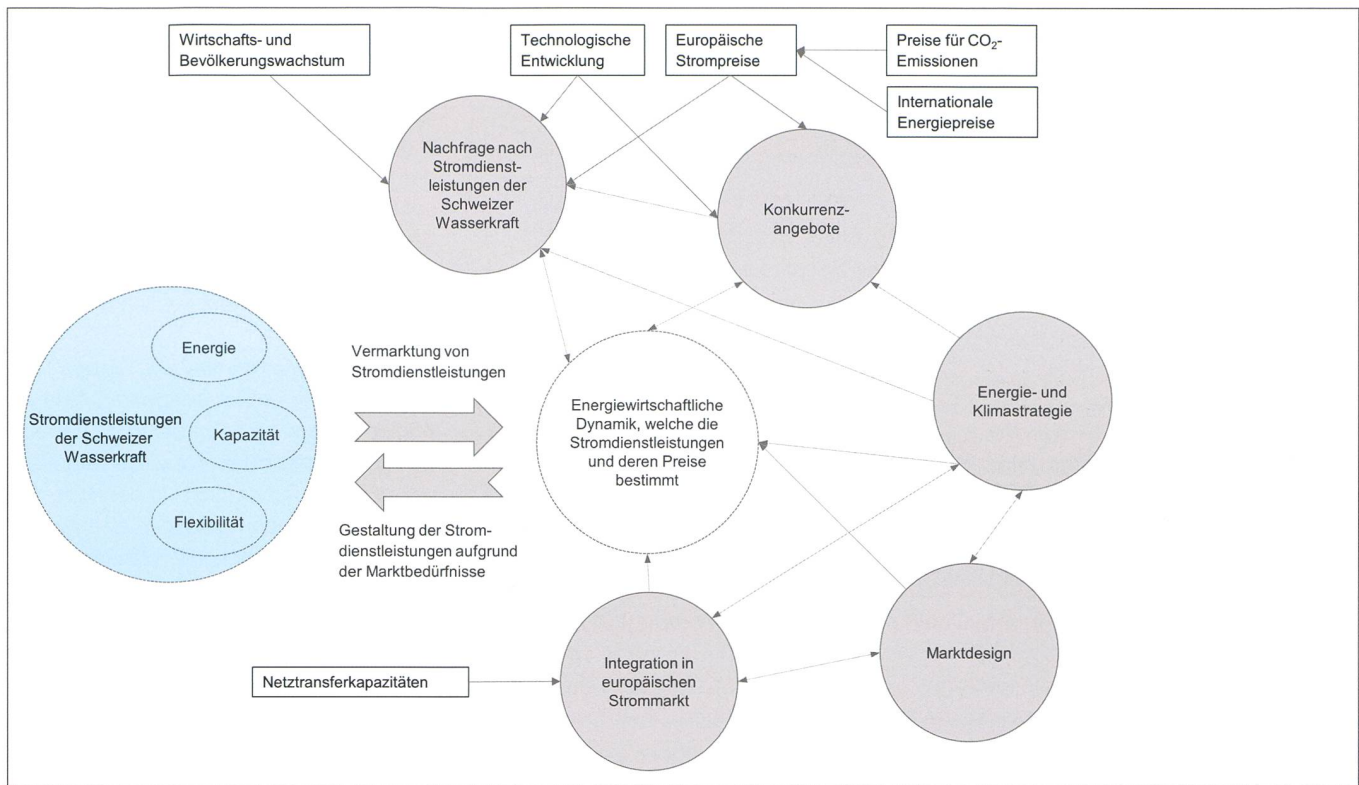 Wirtschafts- und
Bevölkerungswachstum
Technologische
Entwicklung
Europäische
Strompreise
Preise für CO₂-
Emissionen
Internationale
Energiepreise
Nachfrage nach
Stromdienst-
leistungen der
Schweizer
Wasserkraft
Konkurrenz-
angebote
Energie- und
Klimastrategie
Stromdienstleistungen
der Schweizer
Wasserkraft
Energie
Kapazität
Flexibilität
Vermarktung von
Stromdienstleistungen
Gestaltung der Strom-
dienstleistungen aufgrund
der Marktbedürfnisse
Energiewirtschaftliche
Dynamik, welche die
Stromdienstleistungen
und deren Preise
bestimmt
Marktdesign
Integration in
europäischen
Strommarkt
Netztransferkapazitäten